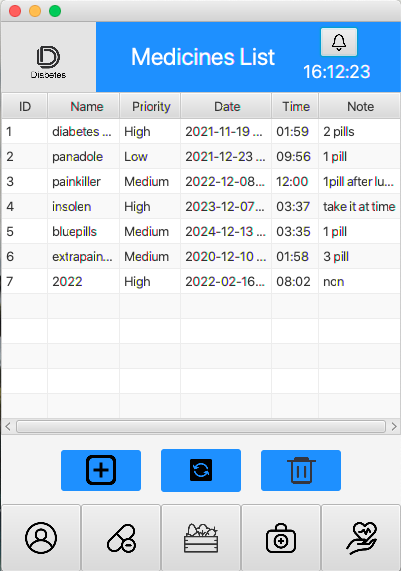 Diabetes
Medicines List
16:12:23
ID Name Priority Date Time Note
1 diabetes ... High 2021-11-19 ... 01:59 2 pills
2 panadole Low 2021-12-23 ... 09:56 1 pill
3 painkiller Medium 2022-12-08... 12:00 1pill after lu...
4 insolen High 2023-12-07... 03:37 take it at time
5 bluepills Medium 2024-12-13 ... 03:35 1 pill
6 extrapain... Medium 2020-12-10 ... 01:58 3 pill
7 2022 High 2022-02-16... 08:02 non